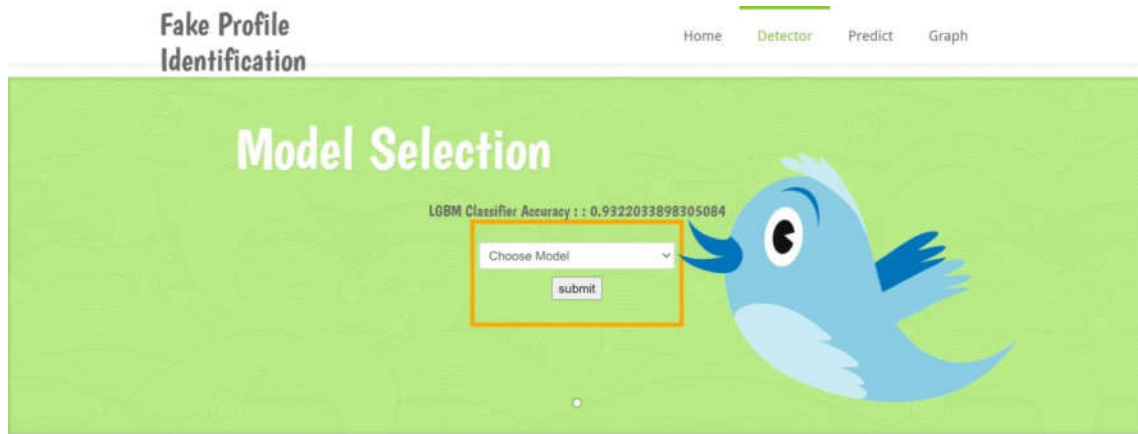 Fake Profile
Identification
Home Detector Predict Graph
Model Selection
LGBM Classifier Accuracy : : 0.9322033898305084
Choose Model
submit